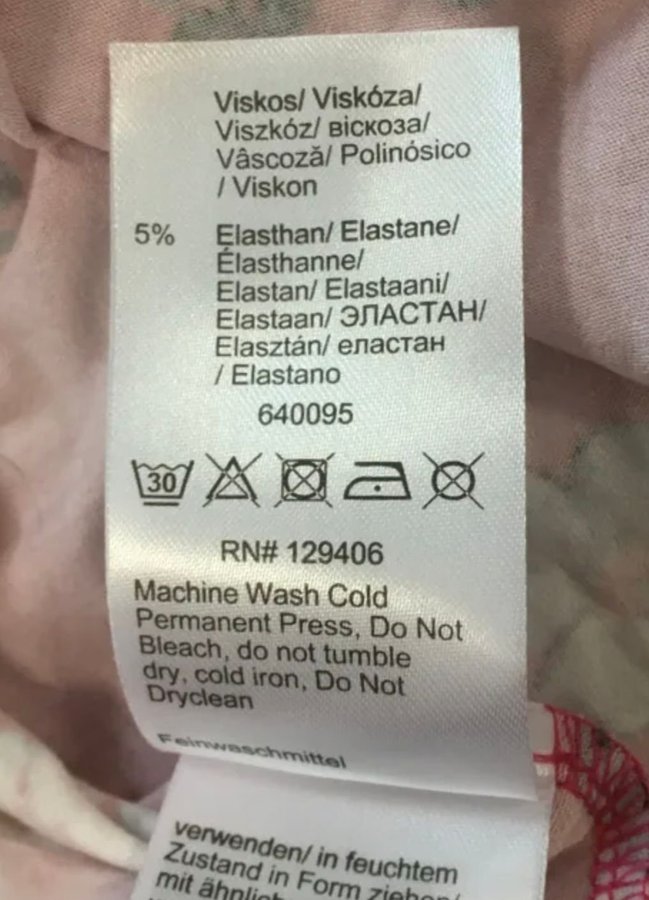 Viskos/ Viskóza/
Viszkóz/ віскоза/
Vâscoză/ Polinósico
/ Viskon
5% Elasthan/ Elastane/
Élasthanne/
Elastan/ Elastaani/
Elastaan/ ЭЛАСТАН/
Elasztán/ еластан
/ Elastano
640095
30
RN# 129406
Machine Wash Cold
Permanent Press, Do Not
Bleach, do not tumble
dry, cold iron, Do Not
Dryclean
Feinwaschmittel
verwenden/ in feuchtem
Zustand in Form ziehen/
mit